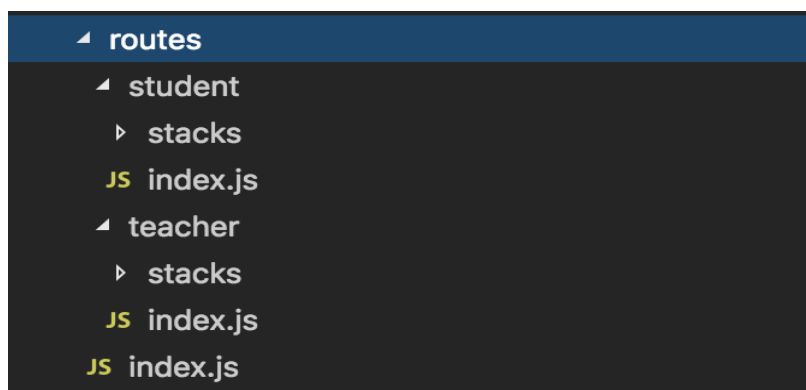 routes
student
stacks
JS index.js
teacher
stacks
JS index.js
JS index.js